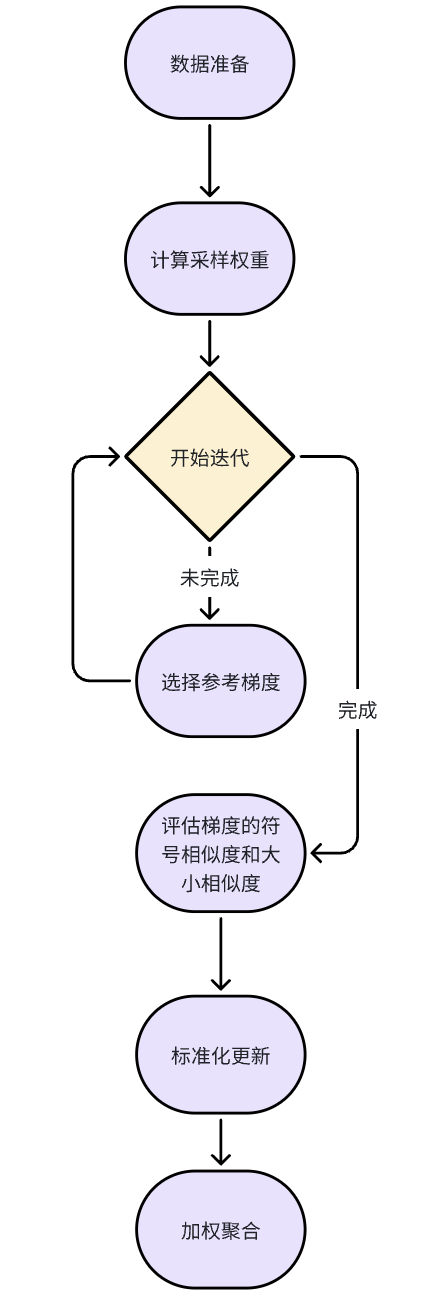 数据准备
计算采样权重
开始迭代
未完成
选择参考梯度
完成
评估梯度的符
号相似度和大
小相似度
标准化更新
加权聚合